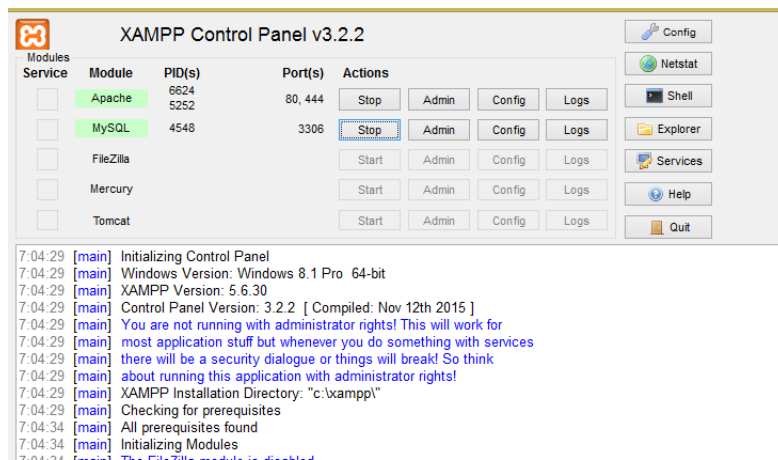 XAMPP Control Panel v3.2.2
Config
Modules
Service Module PID(s) Port(s) Actions
Netstat
Apache 6624 5252 80, 444 Stop Admin Config Logs
Shell
MySQL 4548 3306 Stop Admin Config Logs
Explorer
FileZilla Start Admin Config Logs
Services
Mercury Start Admin Config Logs
Help
Tomcat Start Admin Config Logs
Quit
7:04:29 [main] Initializing Control Panel
7:04:29 [main] Windows Version: Windows 8.1 Pro 64-bit
7:04:29 [main] XAMPP Version: 5.6.30
7:04:29 [main] Control Panel Version: 3.2.2 [ Compiled: Nov 12th 2015 ]
7:04:29 [main] You are not running with administrator rights! This will work for
7:04:29 [main] most application stuff but whenever you do something with services
7:04:29 [main] there will be a security dialogue or things will break! So think
7:04:29 [main] about running this application with administrator rights!
7:04:29 [main] XAMPP Installation Directory: "c:\xampp\"
7:04:29 [main] Checking for prerequisites
7:04:34 [main] All prerequisites found
7:04:34 [main] Initializing Modules
7:04:34 [main] The FileZilla module is disabled